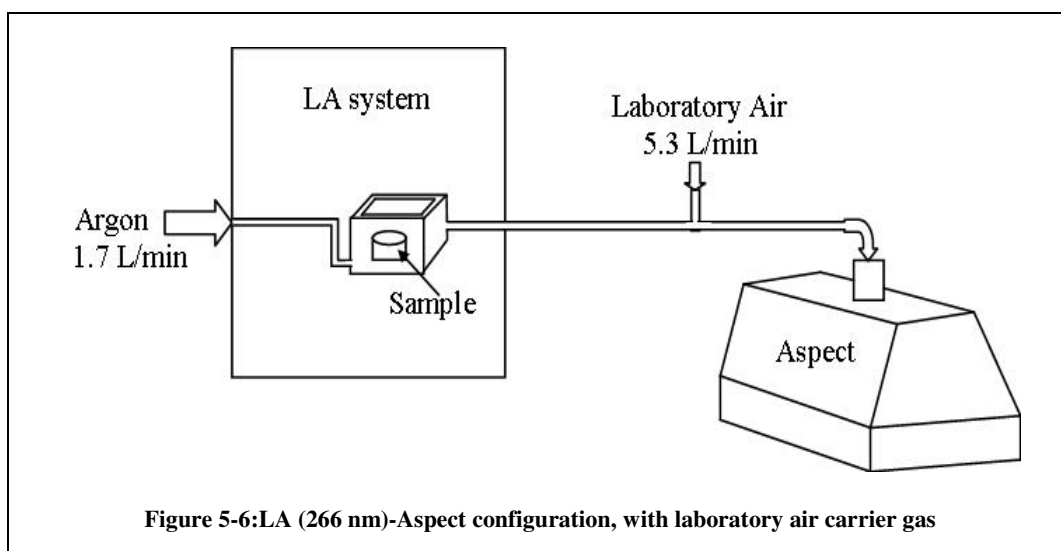 LA system
Laboratory Air
5.3 L/min
Argon
1.7 L/min
Sample
Aspect
Figure 5-6:LA (266 nm)-Aspect configuration, with laboratory air carrier gas